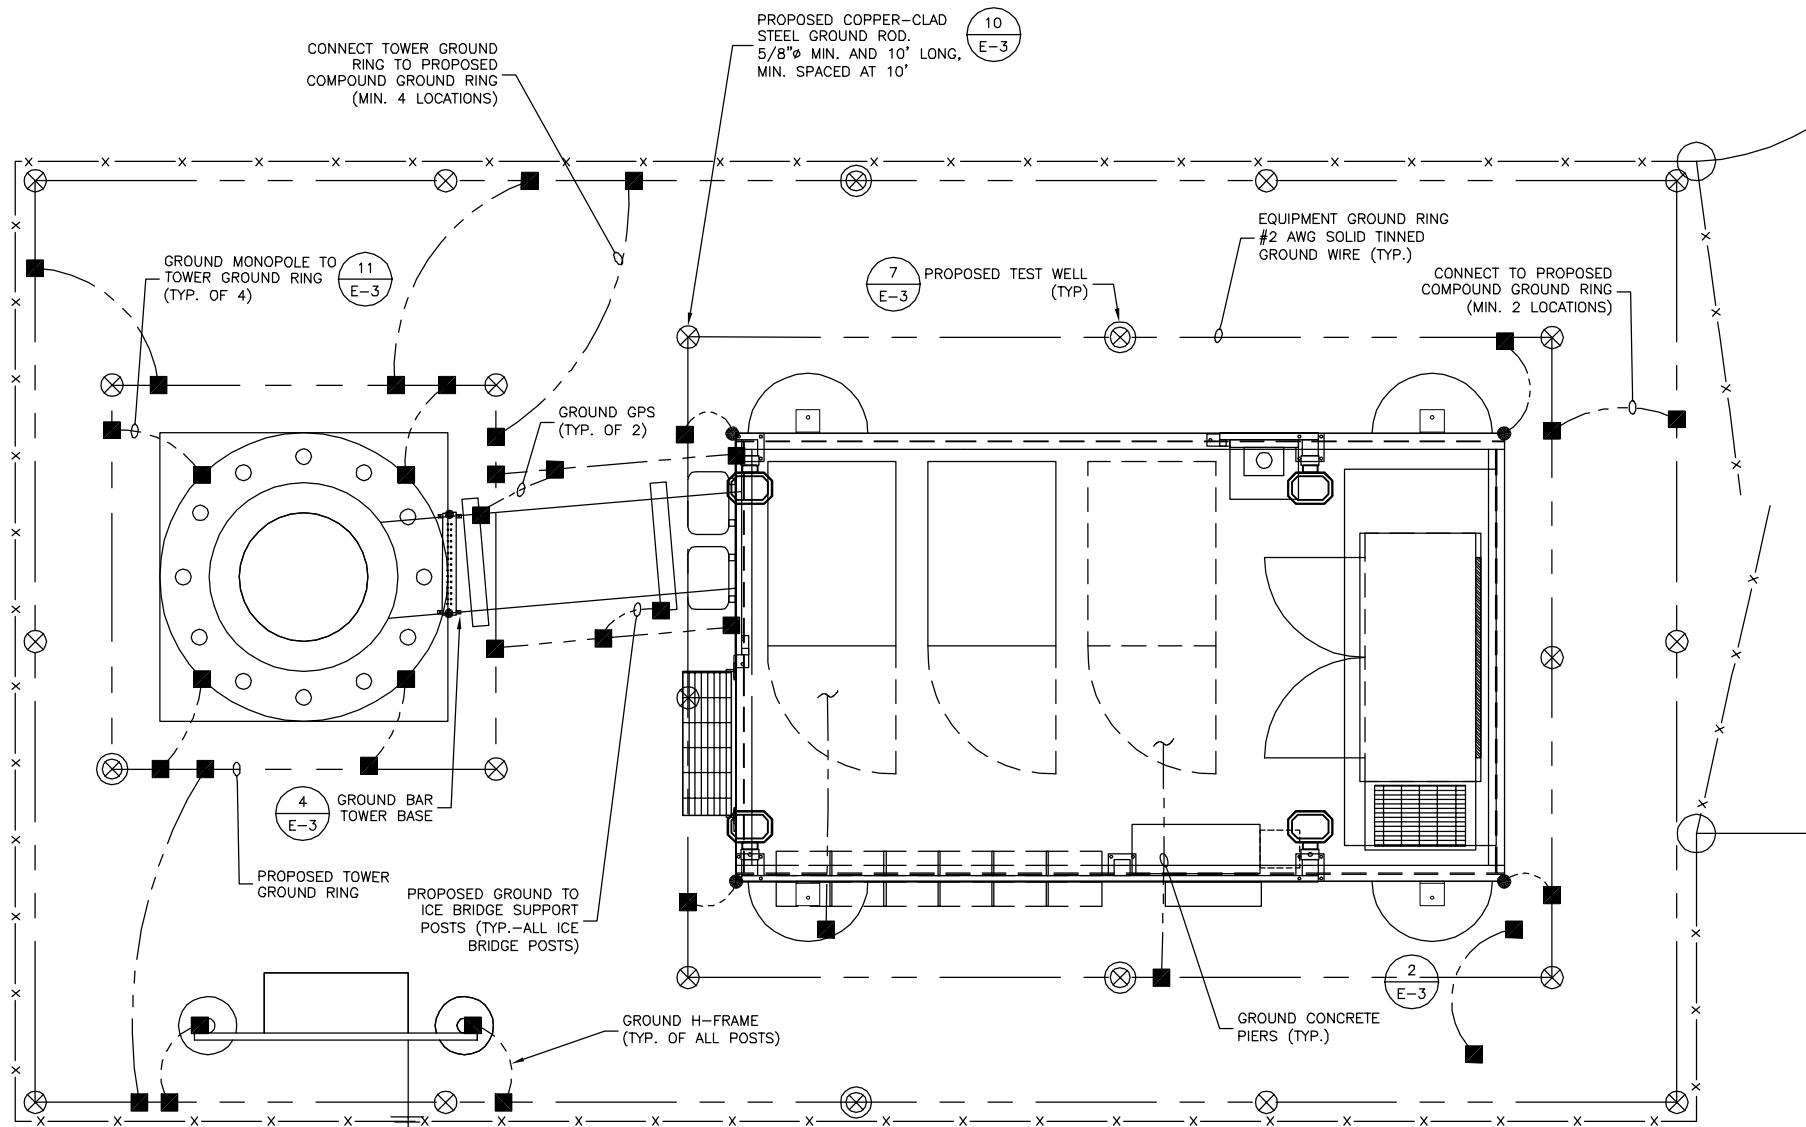 PROPOSED COPPER-CLAD
STEEL GROUND ROD.
5/8"ø MIN. AND 10' LONG,
MIN. SPACED AT 10'
10
E-3
CONNECT TOWER GROUND
RING TO PROPOSED
COMPOUND GROUND RING
(MIN. 4 LOCATIONS)
GROUND MONOPOLE TO
TOWER GROUND RING
(TYP. OF 4)
11
E-3
EQUIPMENT GROUND RING
#2 AWG SOLID TINNED
GROUND WIRE (TYP.)
7
E-3
PROPOSED TEST WELL
(TYP)
CONNECT TO PROPOSED
COMPOUND GROUND RING
(MIN. 2 LOCATIONS)
GROUND GPS
(TYP. OF 2)
4
E-3
GROUND BAR
TOWER BASE
PROPOSED TOWER
GROUND RING
PROPOSED GROUND TO
ICE BRIDGE SUPPORT
POSTS (TYP.-ALL ICE
BRIDGE POSTS)
2
E-3
GROUND H-FRAME
(TYP. OF ALL POSTS)
GROUND CONCRETE
PIERS (TYP.)